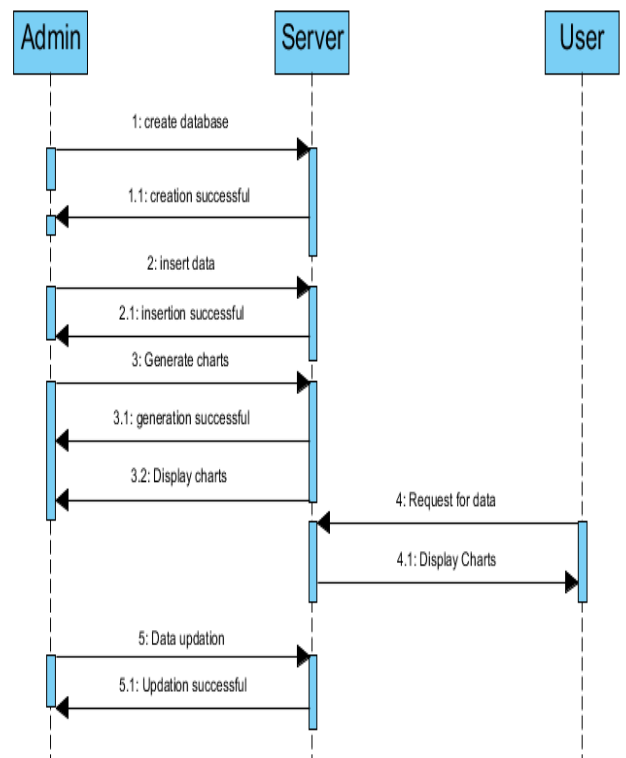 Admin
Server
User
1: create database
1.1: creation successful
2: insert data
2.1: insertion successful
3: Generate charts
3.1: generation successful
3.2: Display charts
4: Request for data
4.1: Display Charts
5: Data updation
5.1: Updation successful